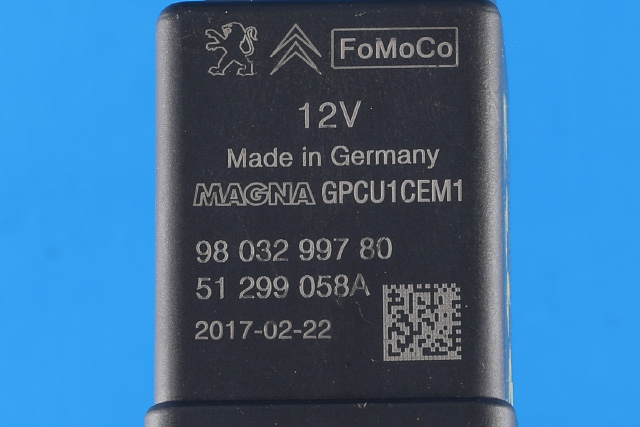 FoMoCo
12V
Made in Germany
MAGNA GPCU1CEM1
98 032 997 80
51 299 058A
2017-02-22